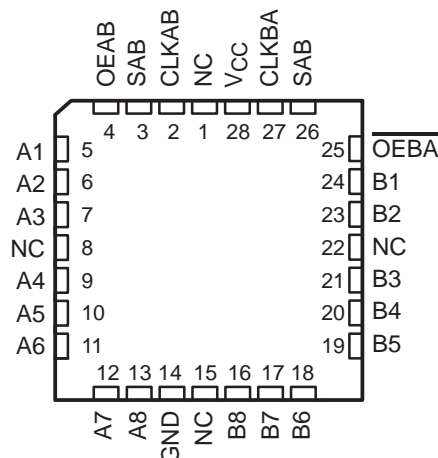 OEAB SAB CLKAB NC VCC CLKBA SAB
4 3 2 1 28 27 26
A1 5 25 OEBA
A2 6 24 B1
A3 7 23 B2
NC 8 22 NC
A4 9 21 B3
A5 10 20 B4
A6 11 19 B5
12 13 14 15 16 17 18
A7 A8 GND NC B8 B7 B6